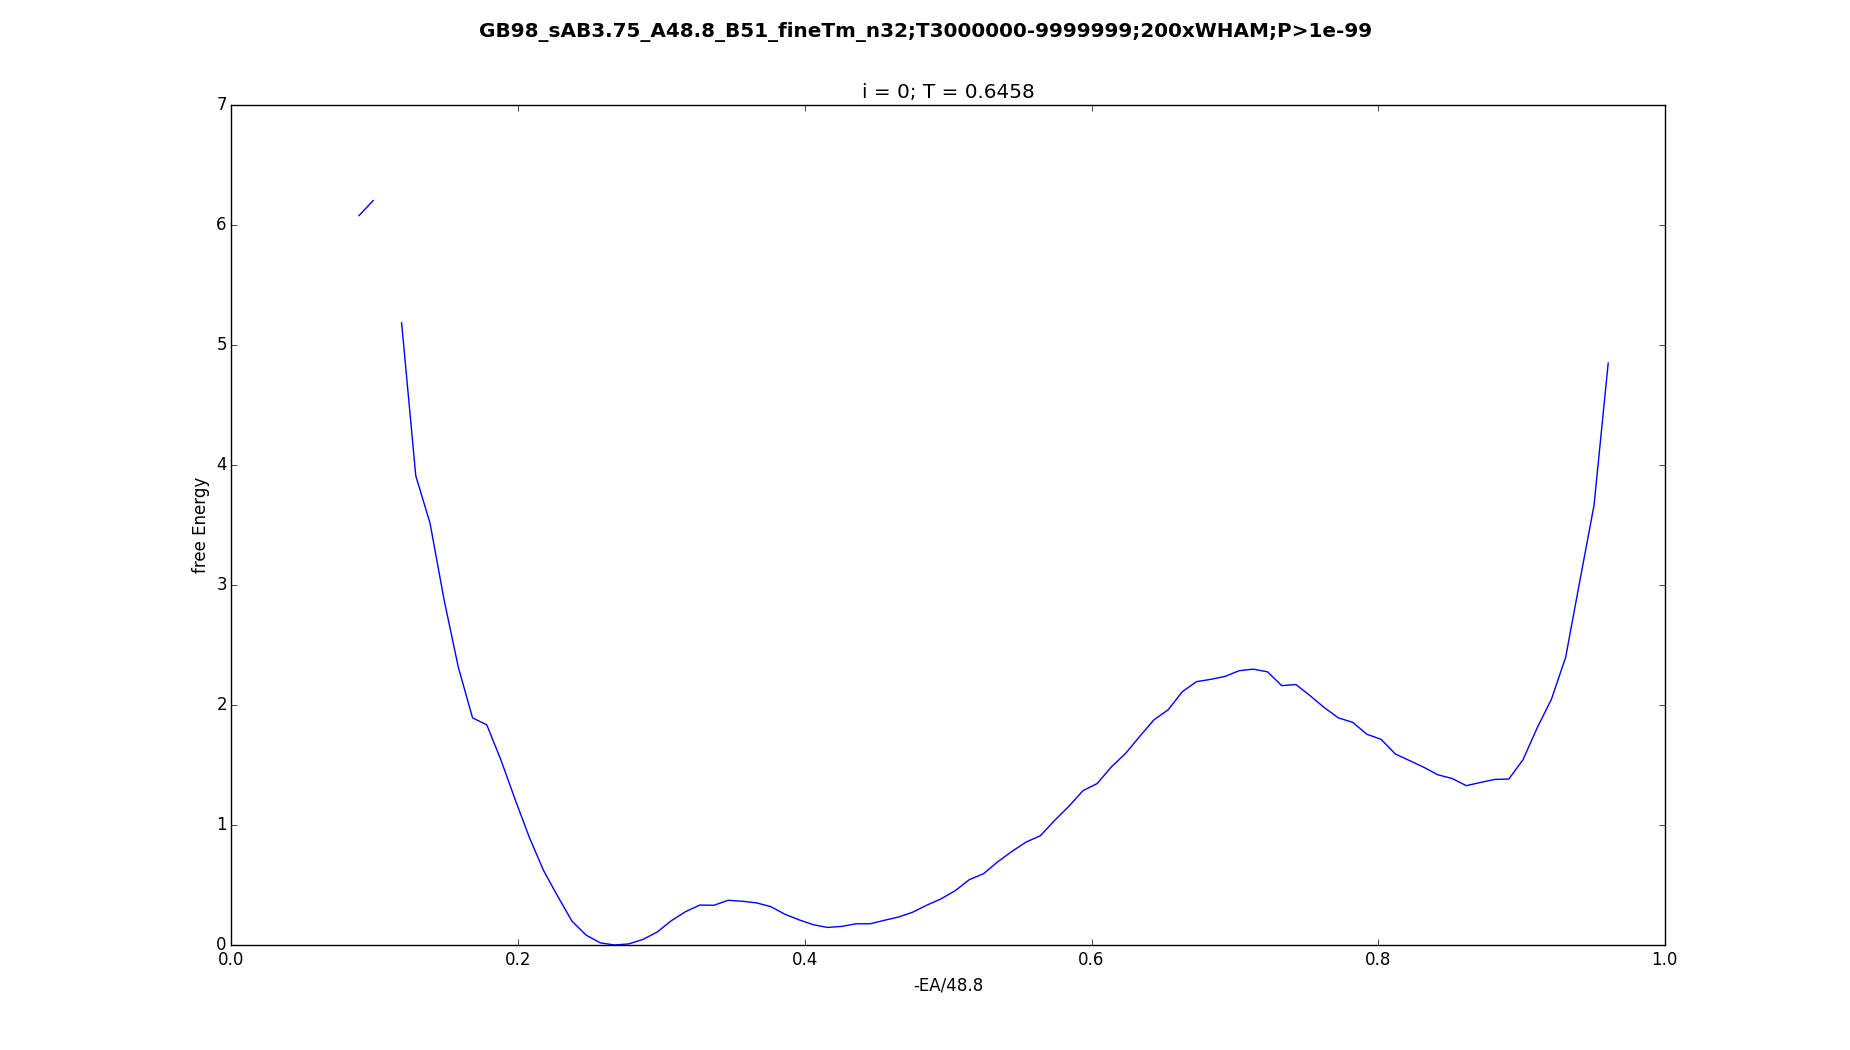 GB98_sAB3.75_A48.8_B51_fineTm_n32;T3000000-9999999;200xWHAM;P>1e-99
i = 0; T = 0.6458
7
6
5
4
3
2
1
0
free Energy
0.0 0.2 0.4 0.6 0.8 1.0
-EA/48.8